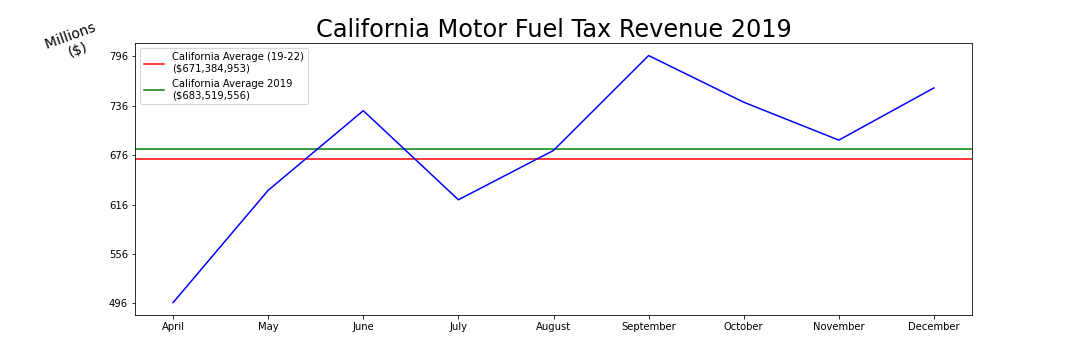 California Motor Fuel Tax Revenue 2019
Millions
($)
California Average (19-22)
($671,384,953)
California Average 2019
($683,519,556)
796
736
676
616
556
496
April May June July August September October November December